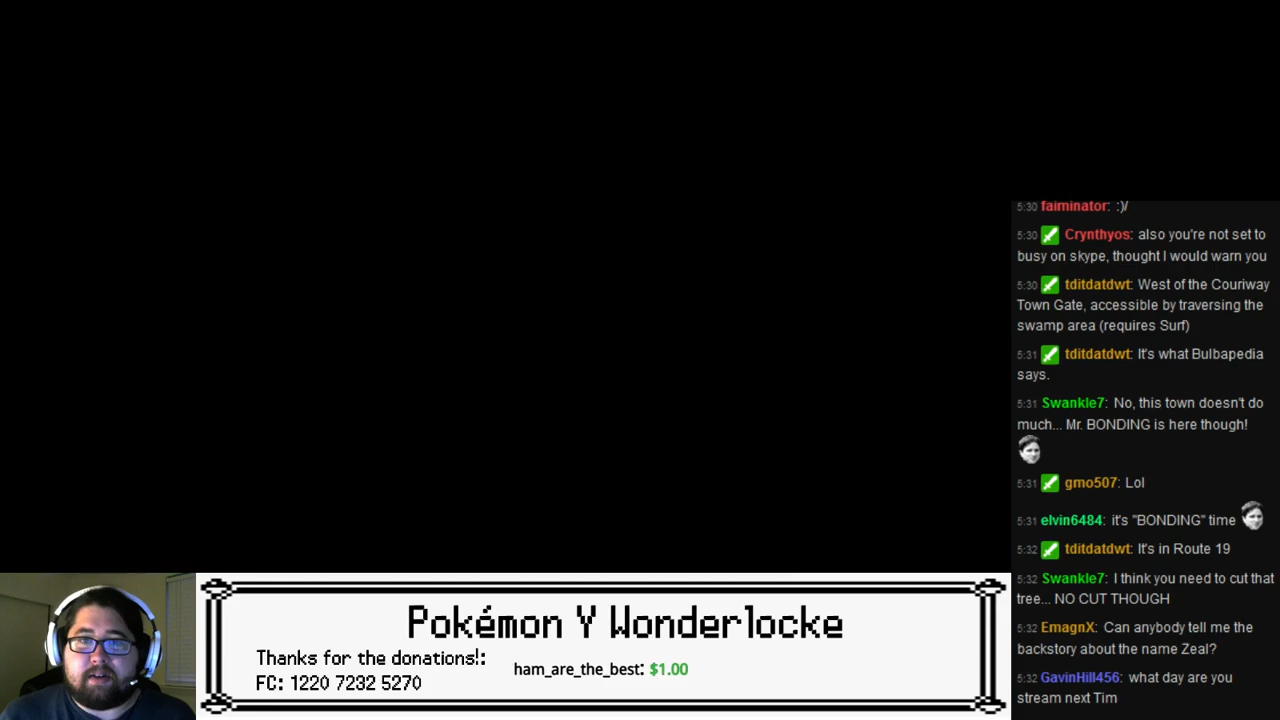 5:30 faiminator: :)/
5:30 Crynthyos: also you're not set to
busy on skype, thought I would warn you
5:30 tditdatdwt: West of the Couriway
Town Gate, accessible by traversing the
swamp area (requires Surf)
5:31 tditdatdwt: It's what Bulbapedia
says.
5:31 Swankle7: No, this town doesn't do
much... Mr. BONDING is here though!
5:31 gmo507: Lol
5:31 elvin6484: it's "BONDING" time
5:32 tditdatdwt: It's in Route 19
5:32 Swankle7: I think you need to cut that
tree... NO CUT THOUGH
5:32 EmagnX: Can anybody tell me the
backstory about the name Zeal?
5:32 GavinHill456: what day are you
stream next Tim
Pokémon Y Wonderlocke
Thanks for the donations!:
ham_are_the_best: $1.00
FC: 1220 7232 5270